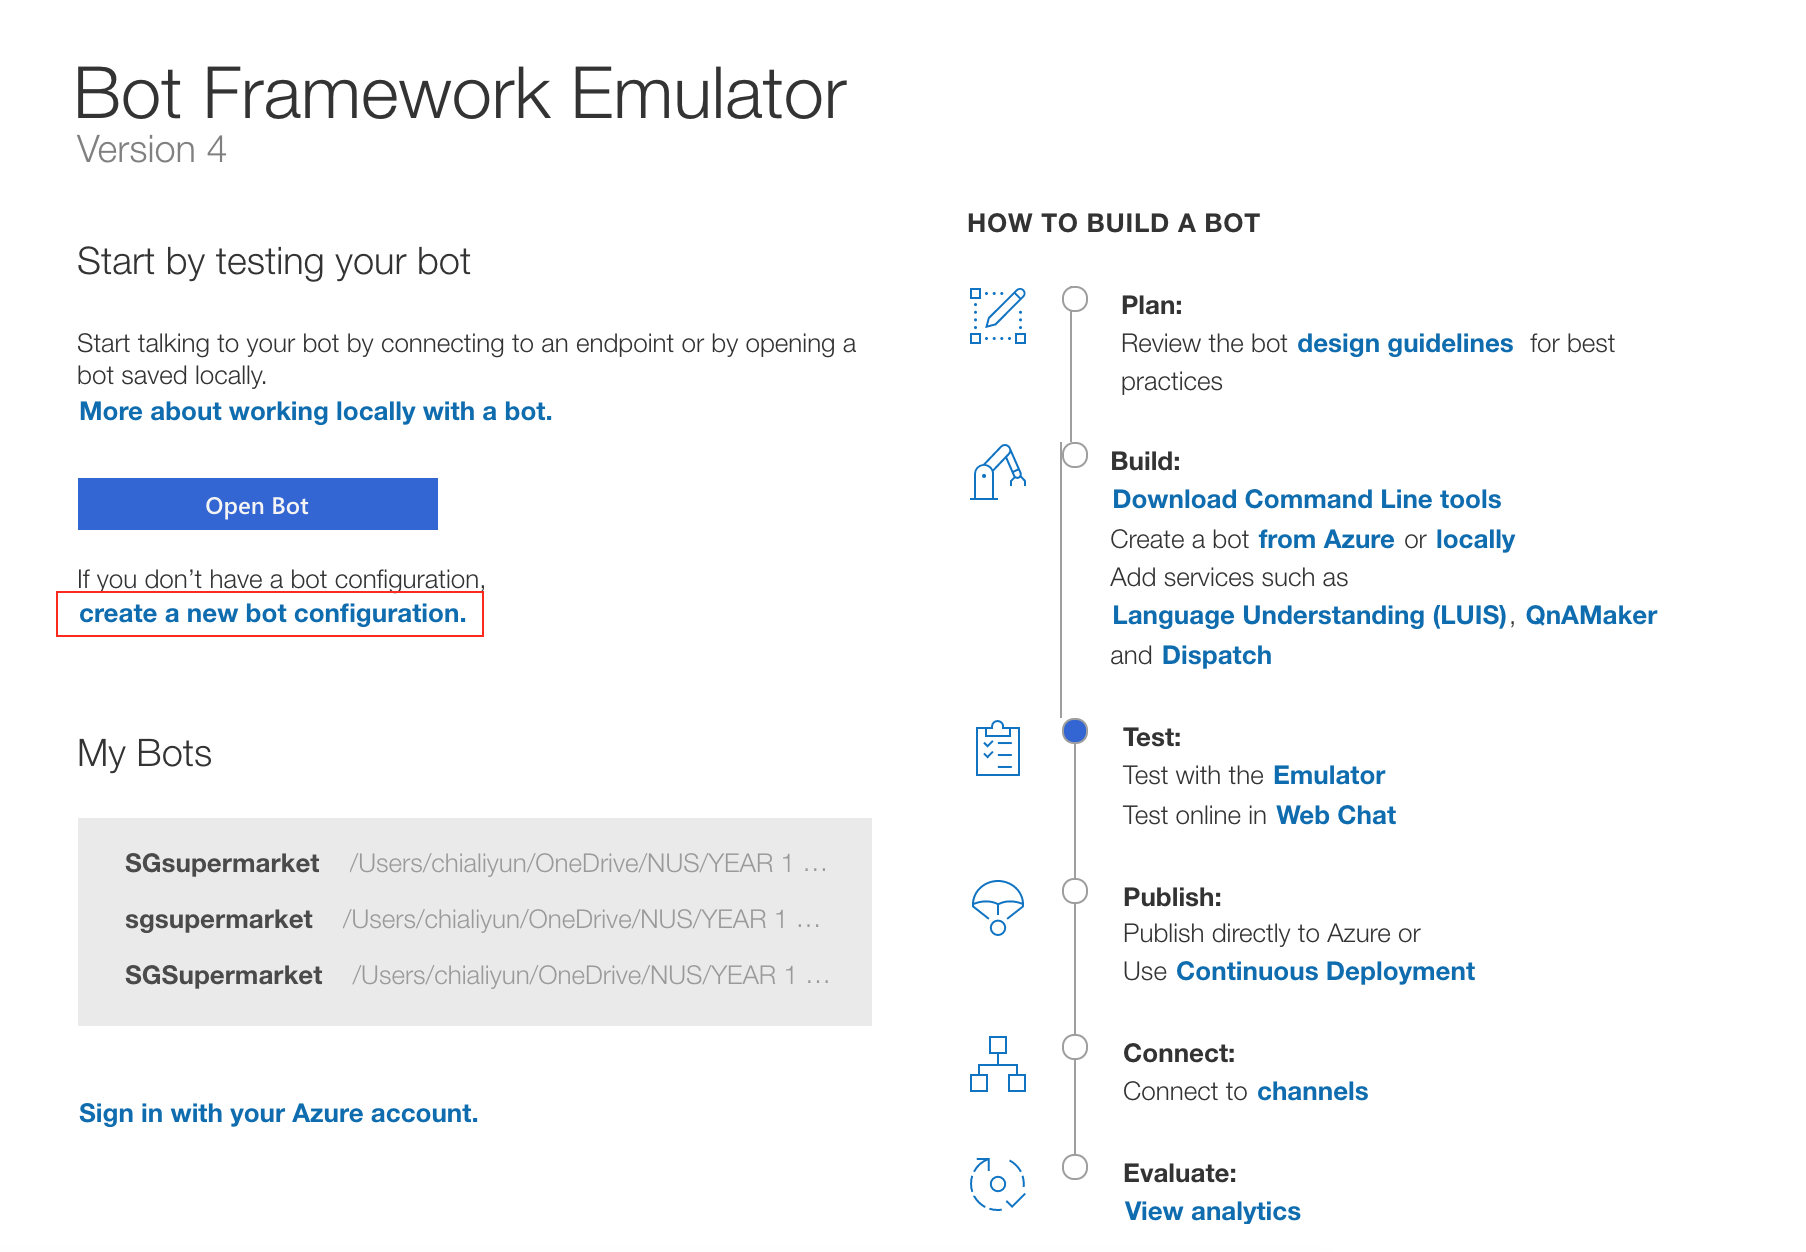 Bot Framework Emulator
Version 4
Start by testing your bot
Start talking to your bot by connecting to an endpoint or by opening a
bot saved locally.
More about working locally with a bot.
Open Bot
If you don’t have a bot configuration,
create a new bot configuration.
My Bots
SGsupermarket /Users/chialiyun/OneDrive/NUS/YEAR 1 ...
sgsupermarket /Users/chialiyun/OneDrive/NUS/YEAR 1 ...
SGSupermarket /Users/chialiyun/OneDrive/NUS/YEAR 1 ...
Sign in with your Azure account.
HOW TO BUILD A BOT
Plan:
Review the bot design guidelines for best
practices
Build:
Download Command Line tools
Create a bot from Azure or locally
Add services such as
Language Understanding (LUIS), QnAMaker
and Dispatch
Test:
Test with the Emulator
Test online in Web Chat
Publish:
Publish directly to Azure or
Use Continuous Deployment
Connect:
Connect to channels
Evaluate:
View analytics